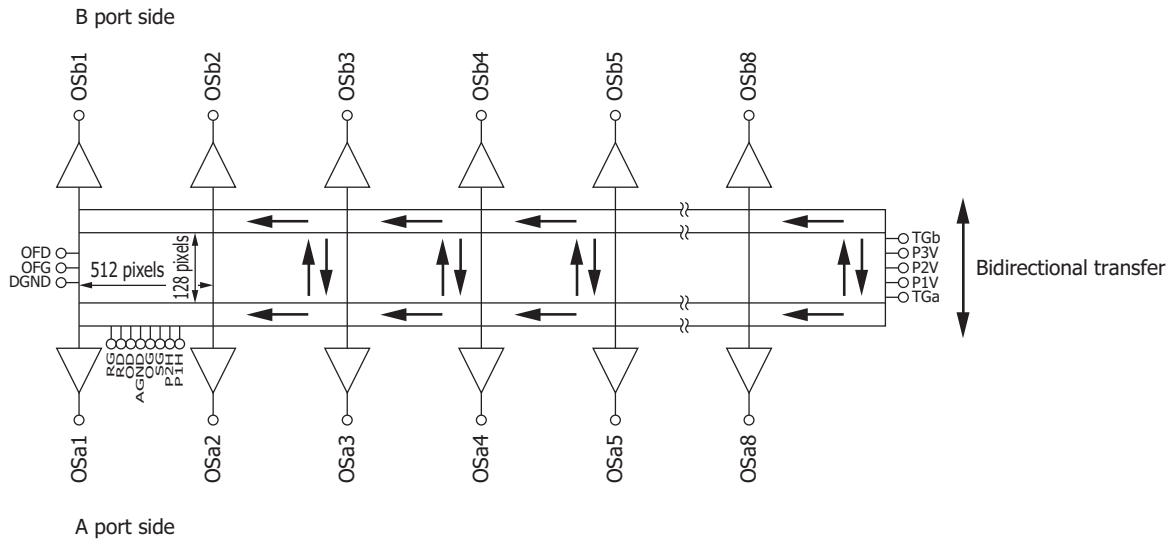 B port side
OSb1
OSb2
OSb3
OSb4
OSb5
OSb8
OFD
OFG
DGND
512 pixels
128 pixels
TGb
P3V
P2V
P1V
TGa
Bidirectional transfer
RG
RD
OD
AGND
OG
SG
P2H
P1H
OSa1
OSa2
OSa3
OSa4
OSa5
OSa8
A port side